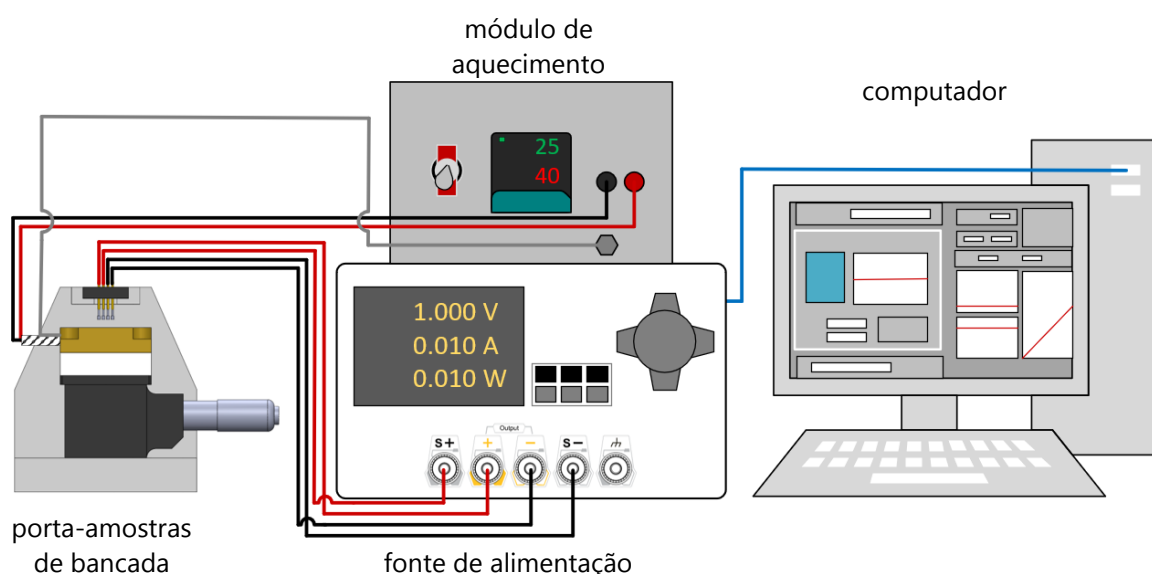 módulo de
aquecimento
computador
25
40
1.000 V
0.010 A
0.010 W
Output
S+
+
−
S−
porta-amostras
de bancada
fonte de alimentação